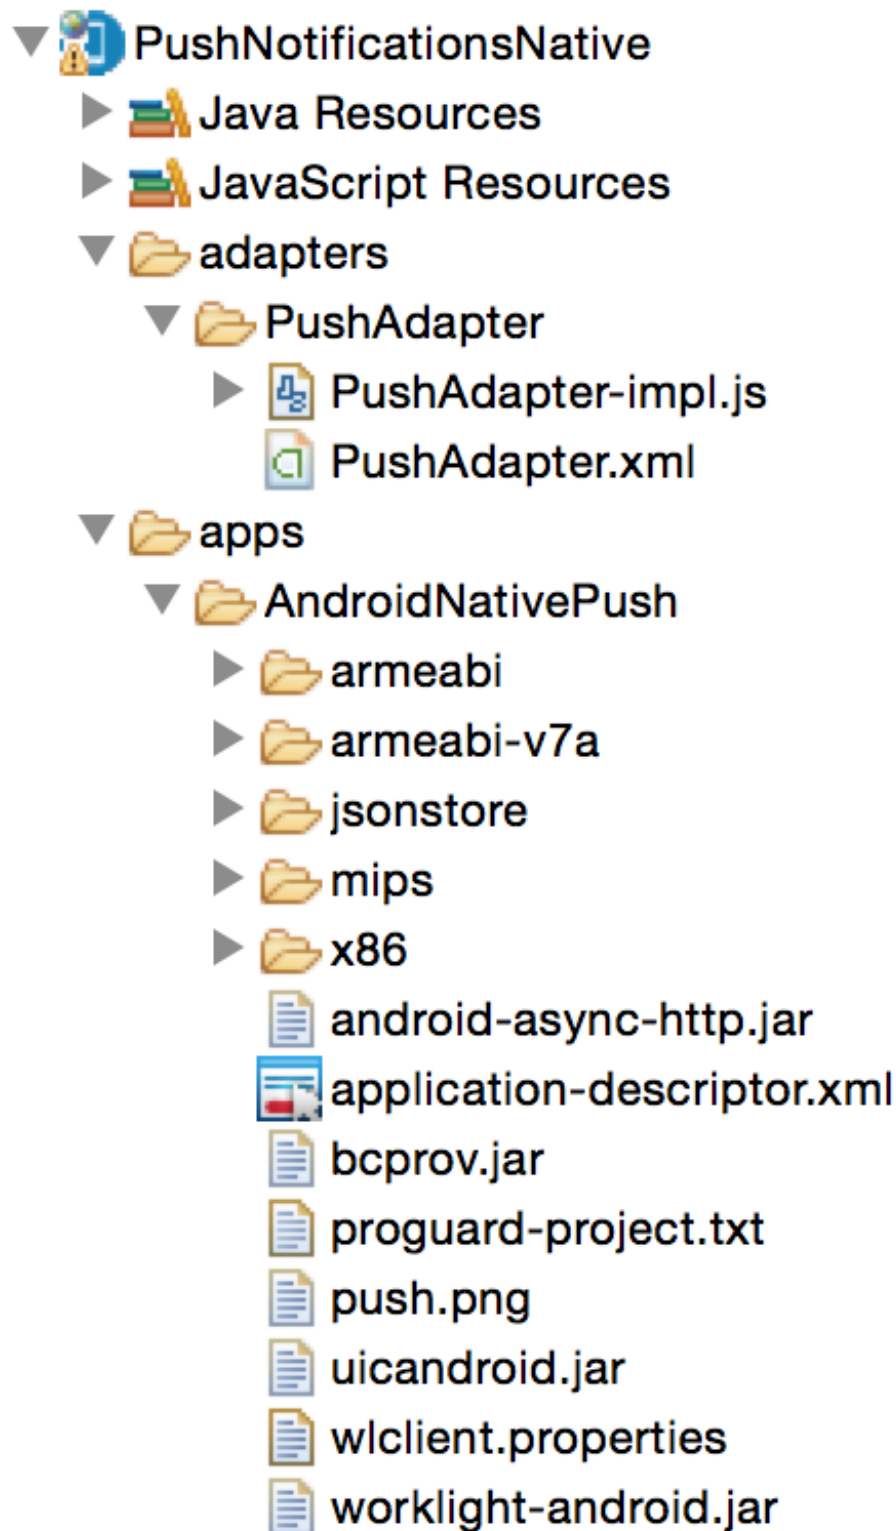 PushNotificationsNative
Java Resources
JavaScript Resources
adapters
PushAdapter
PushAdapter-impl.js
PushAdapter.xml
apps
AndroidNativePush
armeabi
armeabi-v7a
jsonstore
mips
x86
android-async-http.jar
application-descriptor.xml
bcprov.jar
proguard-project.txt
push.png
uicandroid.jar
wlclient.properties
worklight-android.jar